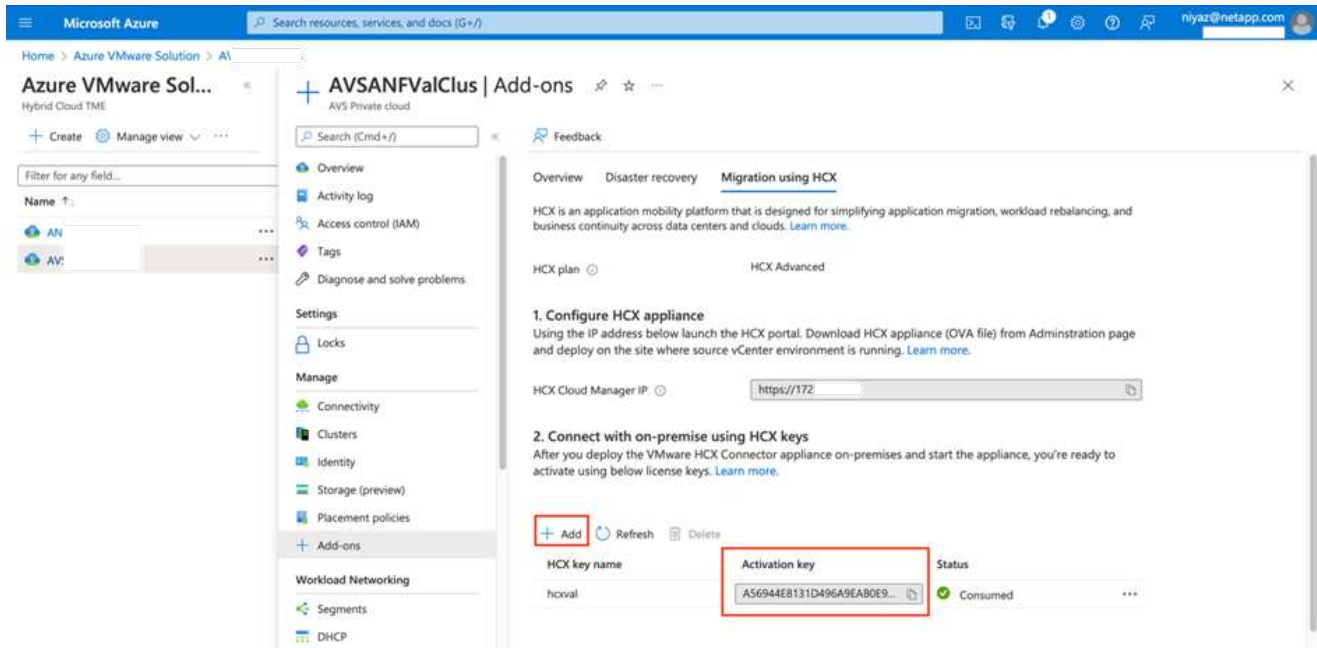 Microsoft Azure
Search resources, services, and docs (G+/)
1
niyaz@netapp.com
Home > Azure VMware Solution >
Azure VMware Sol...
Hybrid Cloud TME
+ Create
Manage view
...
Filter for any field...
Name ↑↓
AN
...
AVS
...
AVSANFValClus | Add-ons
...
AVS Private cloud
Search (Cmd+/)
Overview
Activity log
Access control (IAM)
Tags
Diagnose and solve problems
Settings
Locks
Manage
Connectivity
Clusters
Identity
Storage (preview)
Placement policies
+ Add-ons
Workload Networking
Segments
DHCP
Feedback
Overview Disaster recovery Migration using HCX
HCX is an application mobility platform that is designed for simplifying application migration, workload rebalancing, and
business continuity across data centers and clouds. Learn more.
HCX plan HCX Advanced
1. Configure HCX appliance
Using the IP address below launch the HCX portal. Download HCX appliance (OVA file) from Adminstration page
and deploy on the site where source vCenter environment is running. Learn more.
HCX Cloud Manager IP https://172
2. Connect with on-premise using HCX keys
After you deploy the VMware HCX Connector appliance on-premises and start the appliance, you're ready to
activate using below license keys. Learn more.
+ Add Refresh Delete
HCX key name Activation key Status
hcxval A56944E8131D496A9EAB0E9... Consumed ...